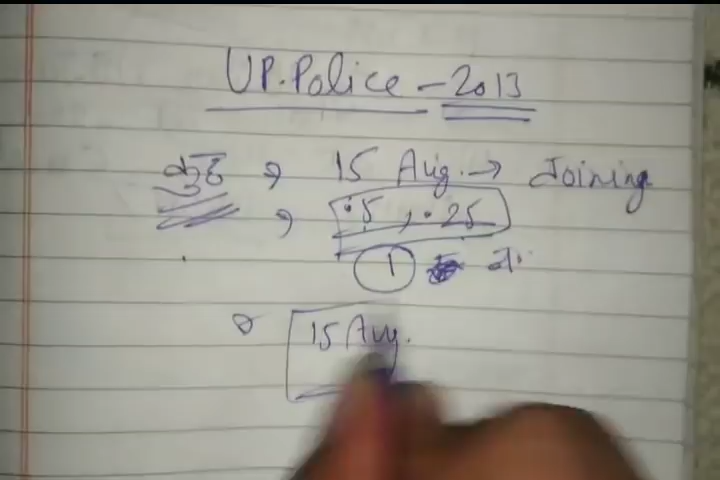 UP.Police - 2013
, 15 Aug. → Joining
, .5 , .25
1 नं.
15 Aug.